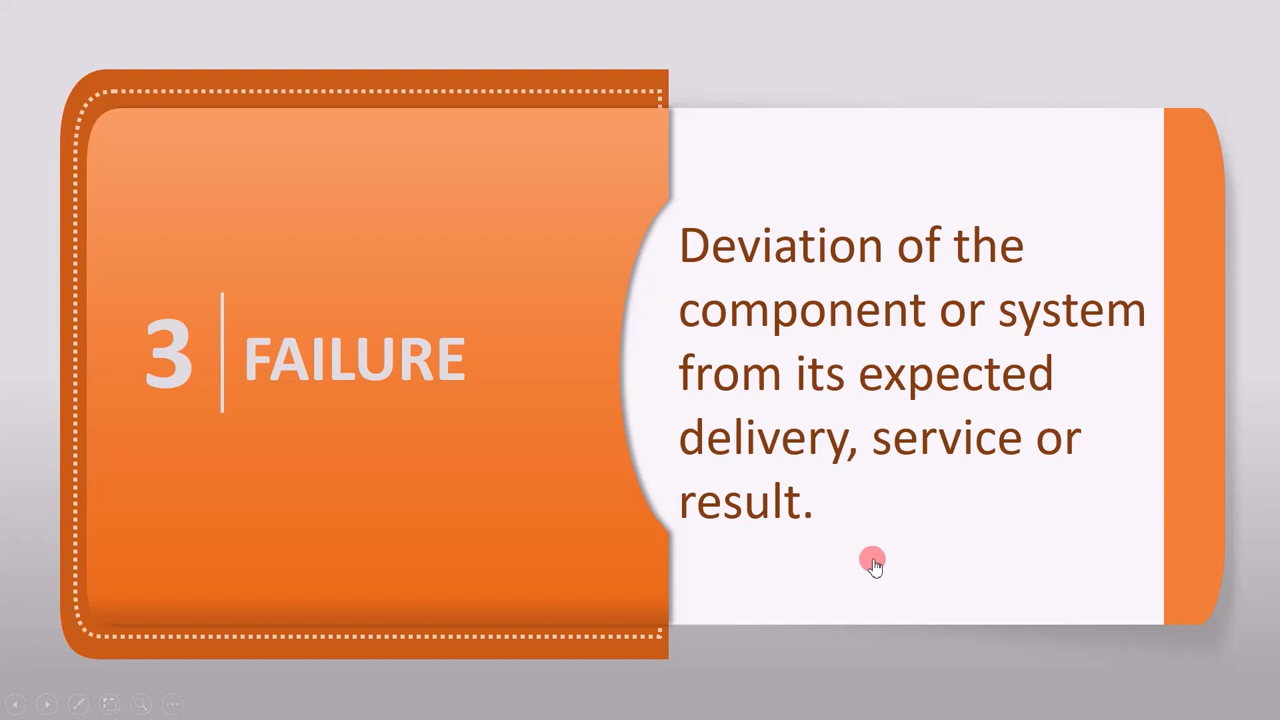 3
FAILURE
Deviation of the
component or system
from its expected
delivery, service or
result.